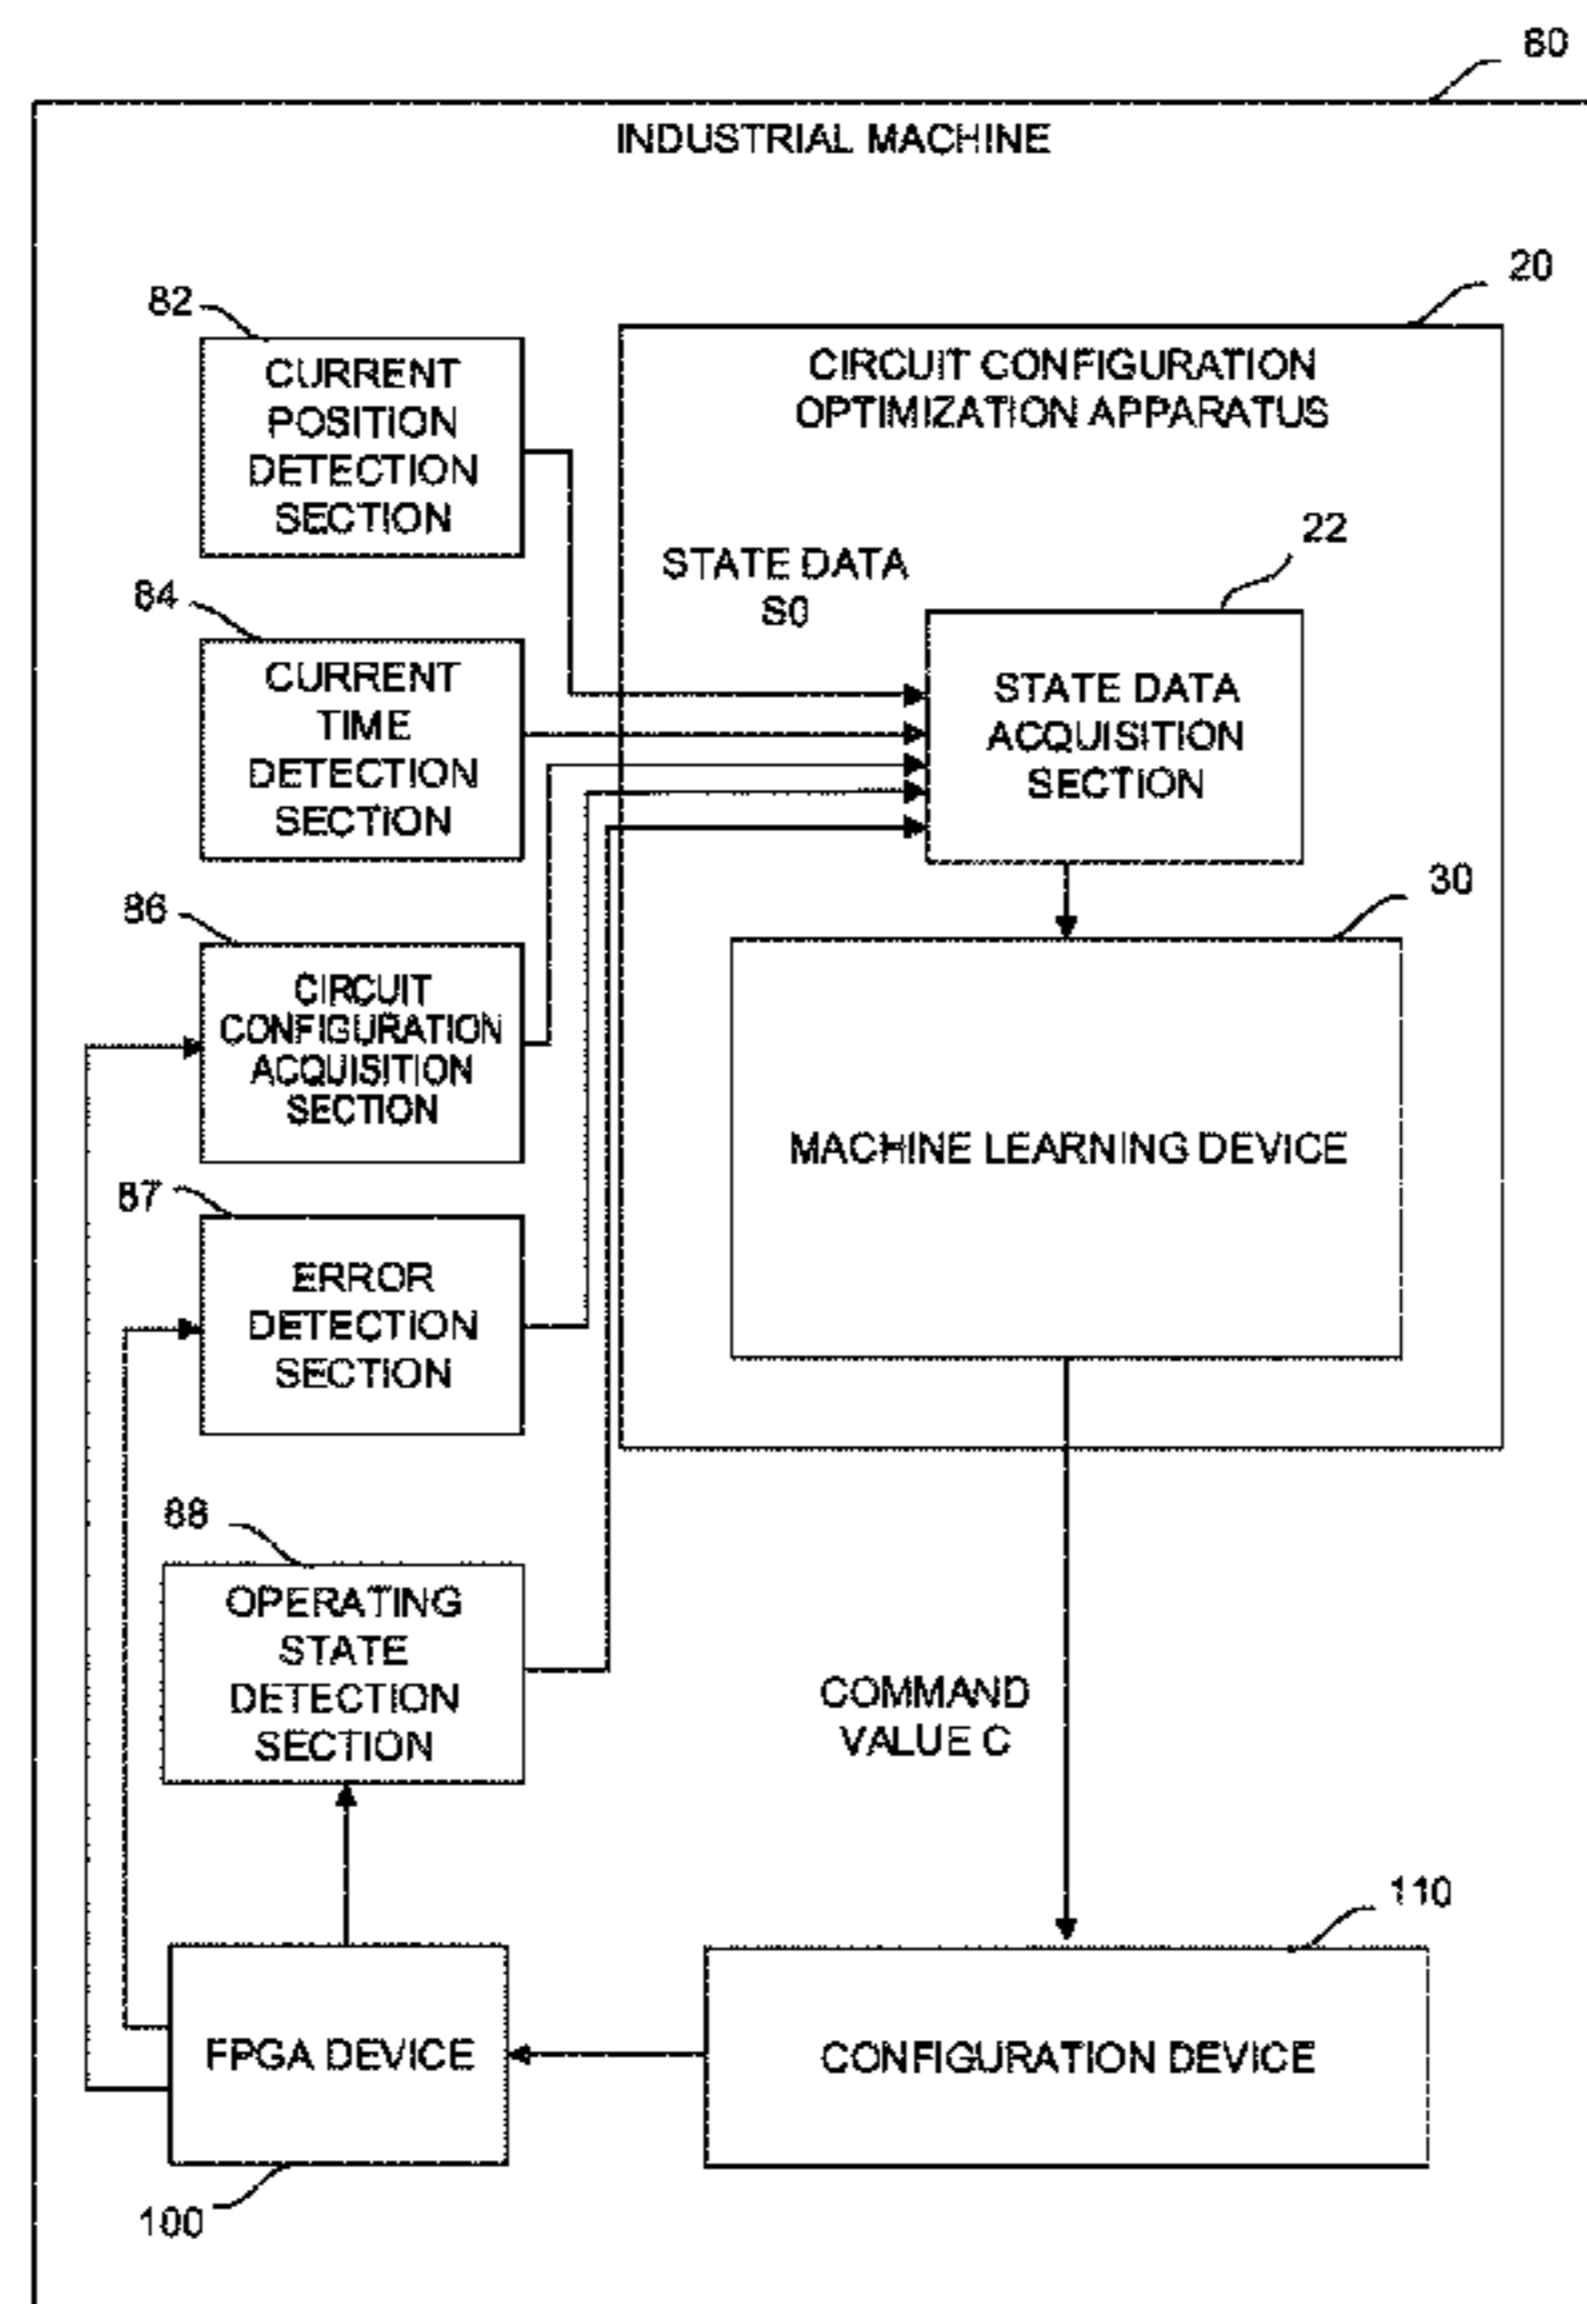 80
INDUSTRIAL MACHINE
20
82
CURRENT
POSITION
DETECTION
SECTION
CIRCUIT CONFIGURATION
OPTIMIZATION APPARATUS
22
STATE DATA
S0
84
CURRENT
TIME
DETECTION
SECTION
STATE DATA
ACQUISITION
SECTION
30
86
CIRCUIT
CONFIGURATION
ACQUISITION
SECTION
MACHINE LEARNING DEVICE
87
ERROR
DETECTION
SECTION
88
OPERATING
STATE
DETECTION
SECTION
COMMAND
VALUE C
110
FPGA DEVICE
CONFIGURATION DEVICE
100